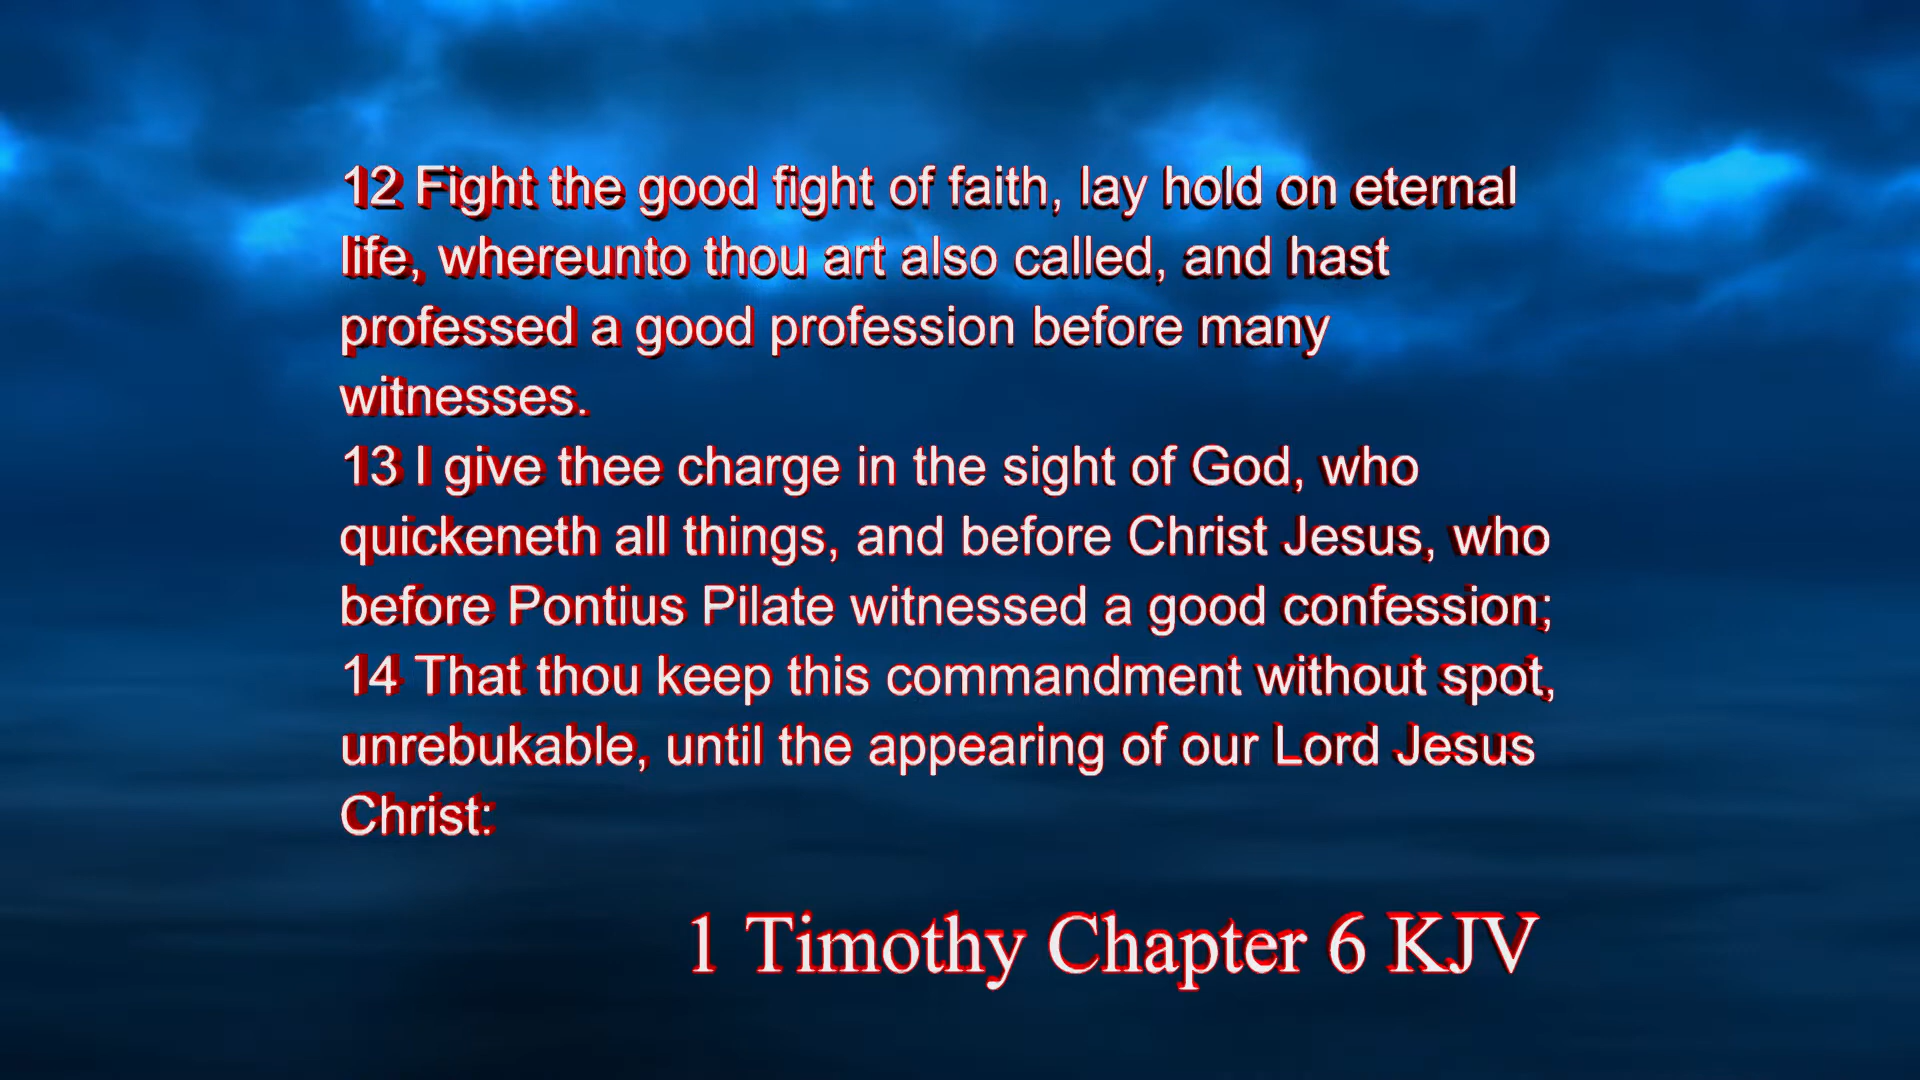 12 Fight the good fight of faith, lay hold on eternal
life, whereunto thou art also called, and hast
professed a good profession before many
witnesses.
13 I give thee charge in the sight of God, who
quickeneth all things, and before Christ Jesus, who
before Pontius Pilate witnessed a good confession;
14 That thou keep this commandment without spot,
unrebukable, until the appearing of our Lord Jesus
Christ:
1 Timothy Chapter 6 KJV